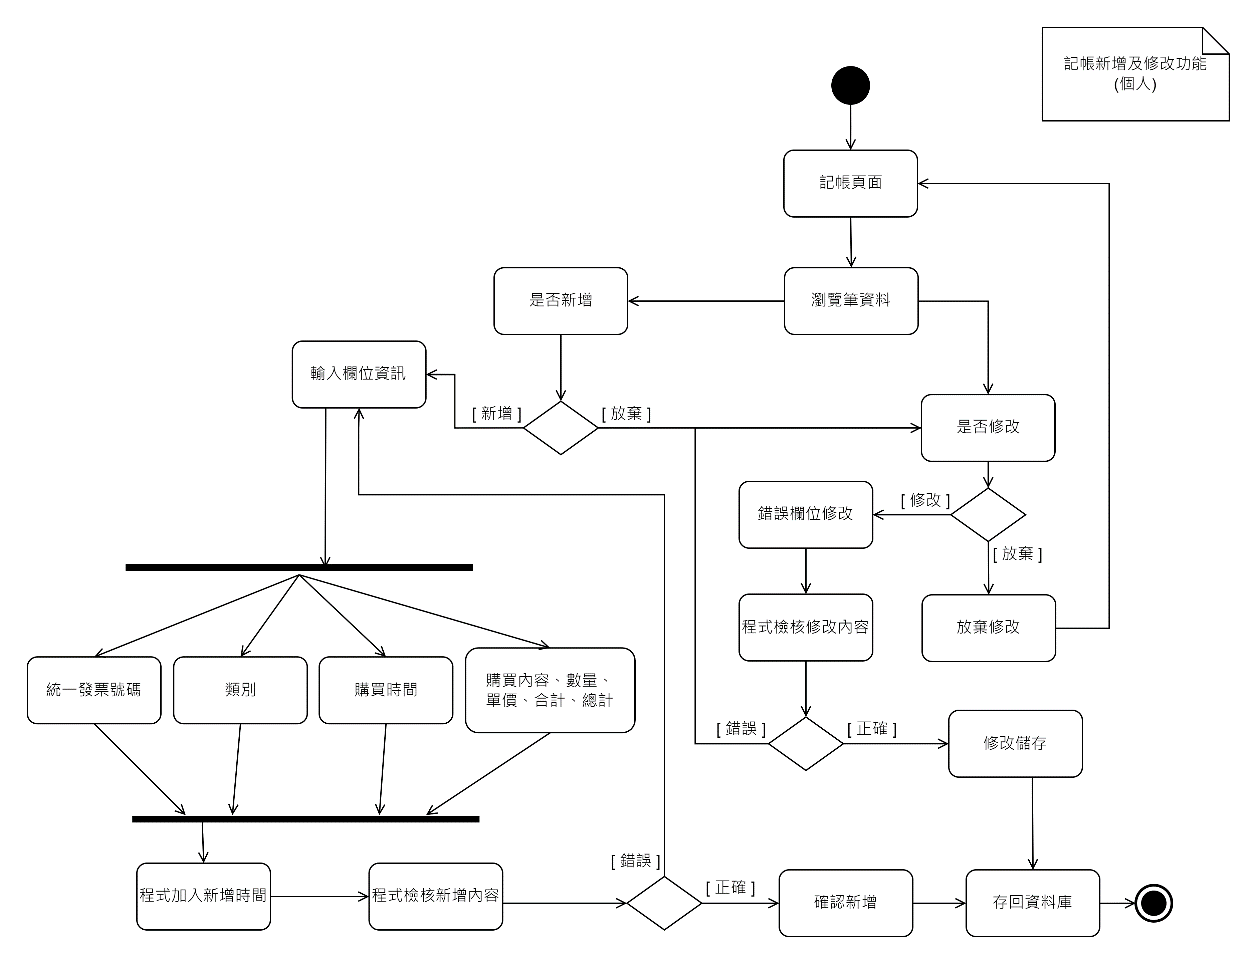 記帳新增及修改功能
(個人)
記帳頁面
是否新增
瀏覽筆資料
輸入欄位資訊
[ 新增 ]
[ 放棄 ]
是否修改
錯誤欄位修改
[ 修改 ]
[ 放棄 ]
程式檢核修改內容
放棄修改
統一發票號碼
類別
購買時間
購買內容、數量、
單價、合計、總計
[ 錯誤 ]
[ 正確 ]
修改儲存
[ 錯誤 ]
[ 正確 ]
程式加入新增時間
程式檢核新增內容
確認新增
存回資料庫